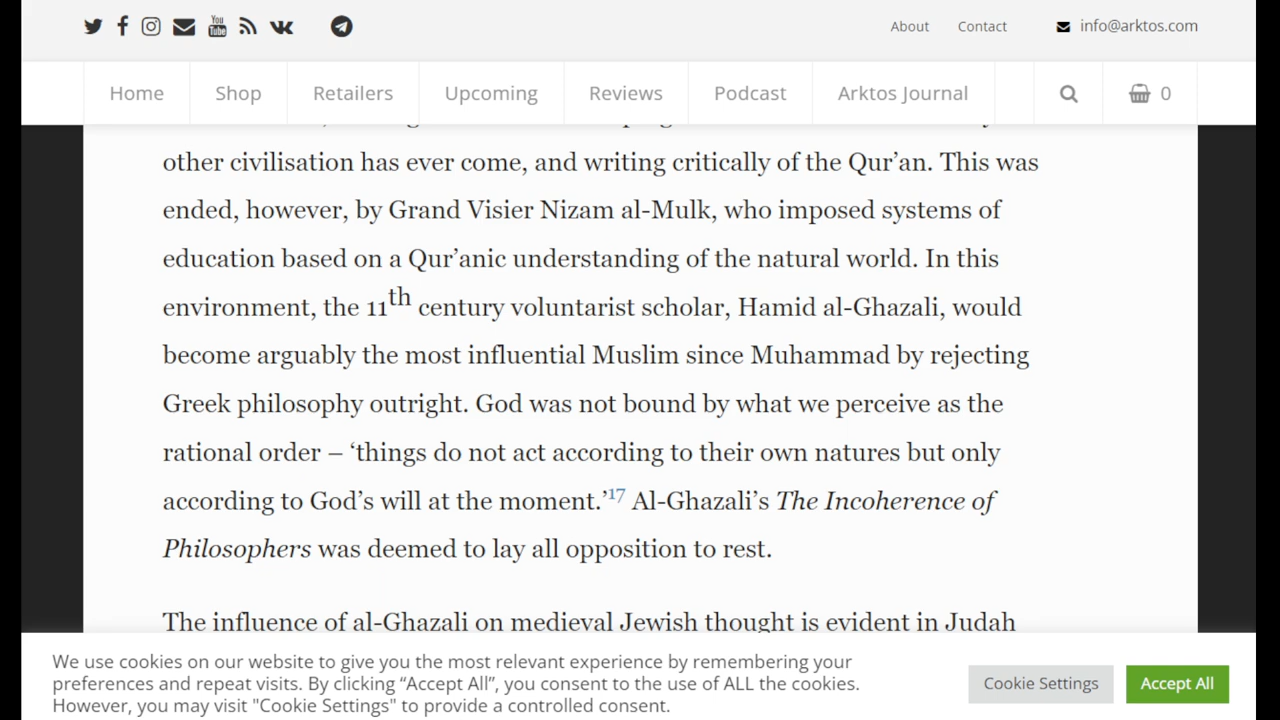 You Tube
About Contact info@arktos.com
Home Shop Retailers Upcoming Reviews Podcast Arktos Journal 0
other civilisation has ever come, and writing critically of the Qur’an. This was
ended, however, by Grand Visier Nizam al-Mulk, who imposed systems of
education based on a Qur’anic understanding of the natural world. In this
environment, the 11th century voluntarist scholar, Hamid al-Ghazali, would
become arguably the most influential Muslim since Muhammad by rejecting
Greek philosophy outright. God was not bound by what we perceive as the
rational order – ‘things do not act according to their own natures but only
according to God’s will at the moment.’17 Al-Ghazali’s The Incoherence of
Philosophers was deemed to lay all opposition to rest.
The influence of al-Ghazali on medieval Jewish thought is evident in Judah
We use cookies on our website to give you the most relevant experience by remembering your
preferences and repeat visits. By clicking “Accept All”, you consent to the use of ALL the cookies.
However, you may visit "Cookie Settings" to provide a controlled consent.
Cookie Settings Accept All